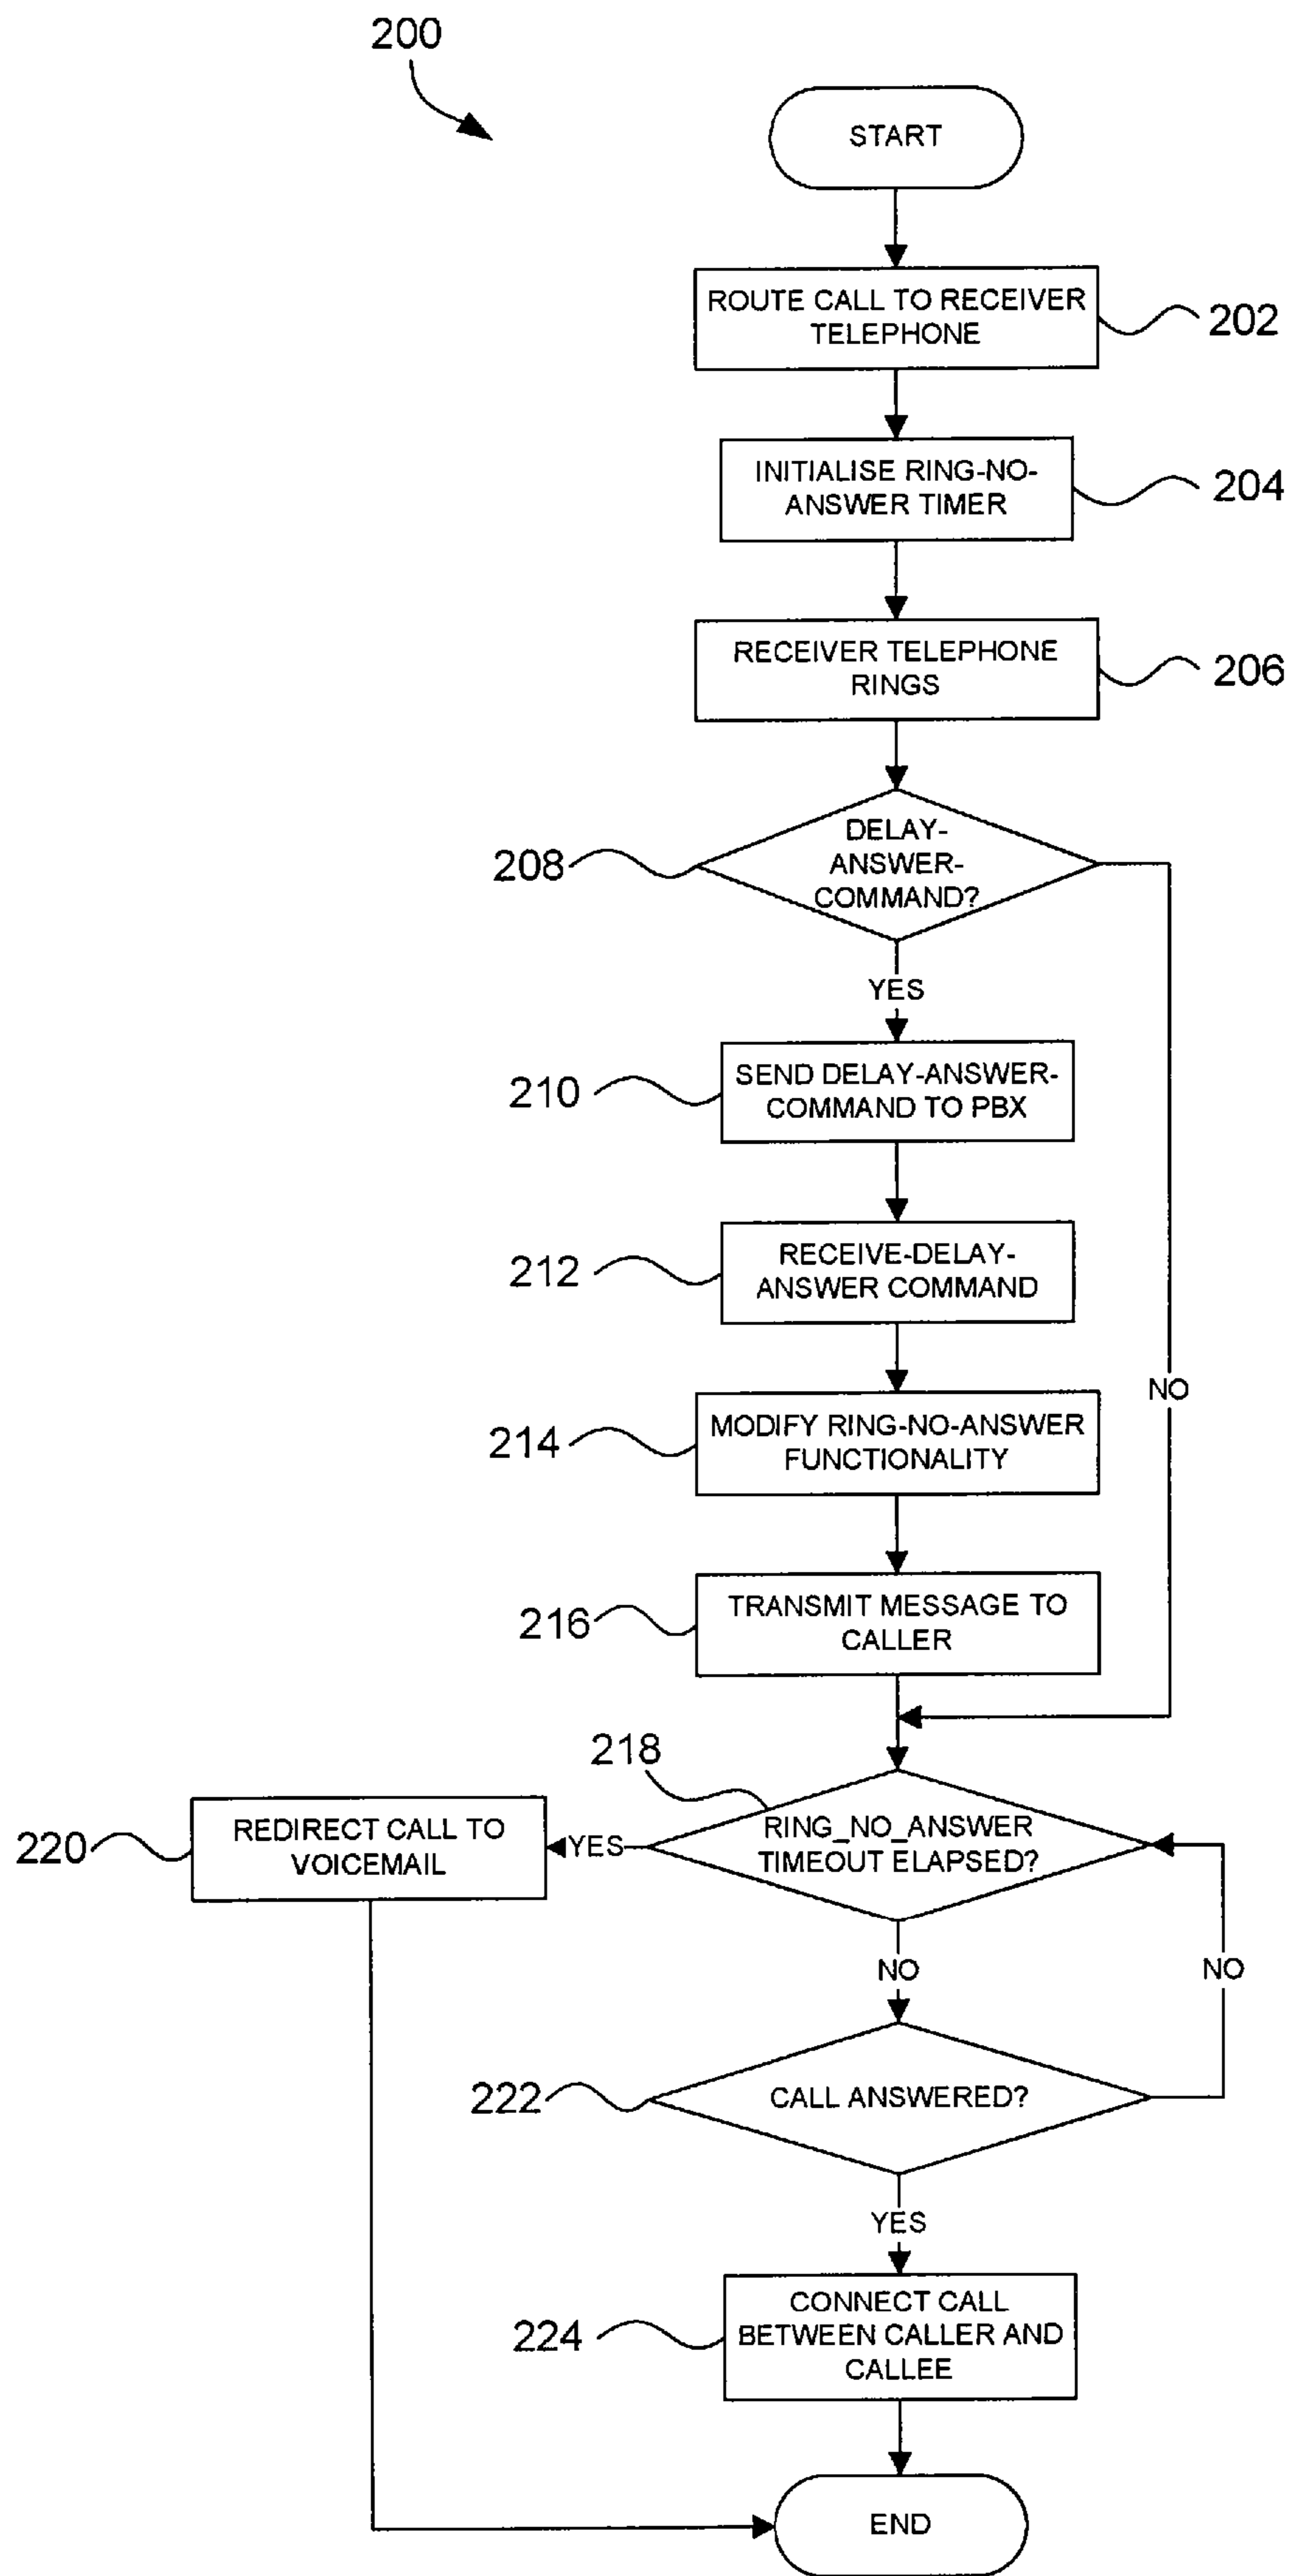 200
START
ROUTE CALL TO RECEIVER
TELEPHONE
202
INITIALISE RING-NO-
ANSWER TIMER
204
RECEIVER TELEPHONE
RINGS
206
DELAY-
ANSWER-
COMMAND?
208
YES
SEND DELAY-ANSWER-
COMMAND TO PBX
210
RECEIVE-DELAY-
ANSWER COMMAND
212
NO
MODIFY RING-NO-ANSWER
FUNCTIONALITY
214
TRANSMIT MESSAGE TO
CALLER
216
218
RING_NO_ANSWER
TIMEOUT ELAPSED?
YES
REDIRECT CALL TO
VOICEMAIL
220
NO
NO
CALL ANSWERED?
222
YES
CONNECT CALL
BETWEEN CALLER AND
CALLEE
224
END